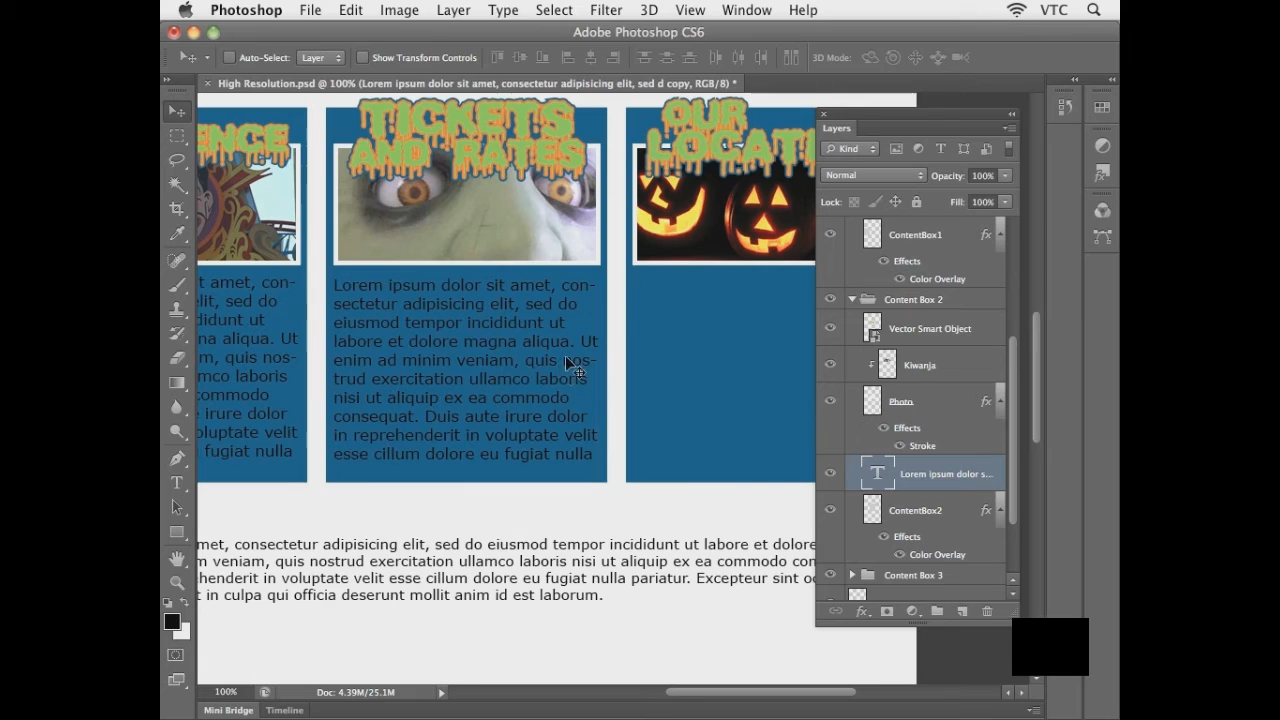 Photoshop File Edit Image Layer Type Select Filter 3D View Window Help VTC
Adobe Photoshop CS6
Auto-Select: Layer Show Transform Controls 3D Mode:
High Resolution.psd @ 100% (Lorem ipsum dolor sit amet, consectetur adipisicing elit, sed d copy, RGB/8) *
ENCE
TICKETS
AND RATES
OUR
LOCATI
t amet, con-
elit, sed do
didunt ut
na aliqua. Ut
m, quis nos-
mco laboris
commodo
irure dolor
oluptate velit
fugiat nulla
Lorem ipsum dolor sit amet, con-
sectetur adipisicing elit, sed do
eiusmod tempor incididunt ut
labore et dolore magna aliqua. Ut
enim ad minim veniam, quis nos-
trud exercitation ullamco laboris
nisi ut aliquip ex ea commodo
consequat. Duis aute irure dolor
in reprehenderit in voluptate velit
esse cillum dolore eu fugiat nulla
met, consectetur adipisicing elit, sed do eiusmod tempor incididunt ut labore et dolore
m veniam, quis nostrud exercitation ullamco laboris nisi ut aliquip ex ea commodo con
henderit in voluptate velit esse cillum dolore eu fugiat nulla pariatur. Excepteur sint oc
t in culpa qui officia deserunt mollit anim id est laborum.
Layers
Kind
Normal Opacity: 100%
Lock: Fill: 100%
ContentBox1 fx
Effects
Color Overlay
Content Box 2
Vector Smart Object
Kiwanja
Photo fx
Effects
Stroke
T Lorem ipsum dolor s...
ContentBox2 fx
Effects
Color Overlay
Content Box 3
100% Doc: 4.39M/25.1M
Mini Bridge Timeline